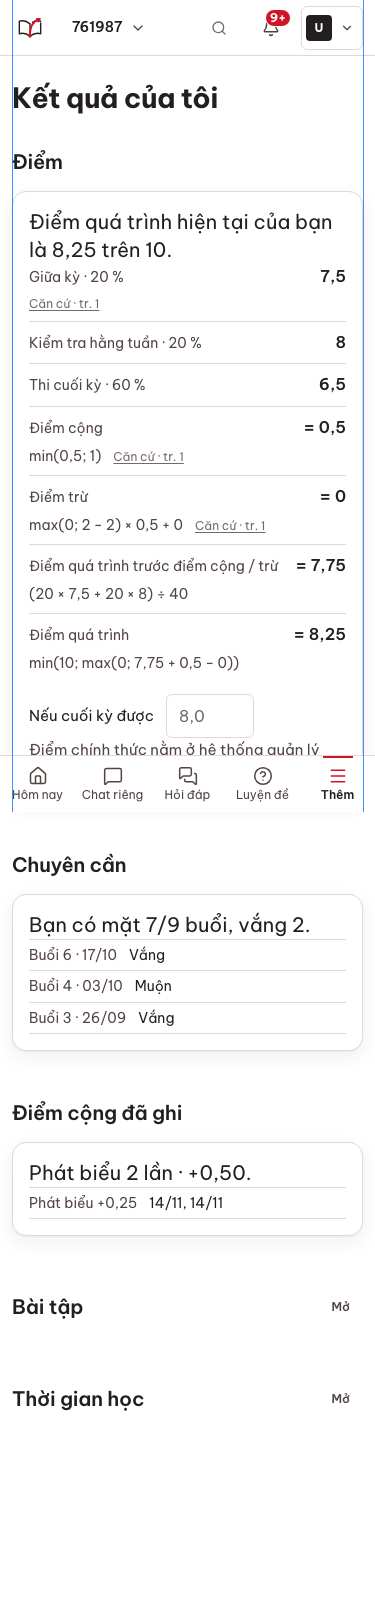 761987
9+
U
Kết quả của tôi
Điểm
Điểm quá trình hiện tại của bạn
là 8,25 trên 10.
Giữa kỳ · 20 % 7,5
Căn cứ · tr. 1
Kiểm tra hằng tuần · 20 % 8
Thi cuối kỳ · 60 % 6,5
Điểm cộng = 0,5
min(0,5; 1) Căn cứ · tr. 1
Điểm trừ = 0
max(0; 2 − 2) × 0,5 + 0 Căn cứ · tr. 1
Điểm quá trình trước điểm cộng / trừ = 7,75
(20 × 7,5 + 20 × 8) ÷ 40
Điểm quá trình = 8,25
min(10; max(0; 7,75 + 0,5 − 0))
Nếu cuối kỳ được 8,0
Điểm chính thức nằm ở hệ thống quản lý
Hôm nay Chat riêng Hỏi đáp Luyện đề Thêm
Chuyên cần
Bạn có mặt 7/9 buổi, vắng 2.
Buổi 6 · 17/10 Vắng
Buổi 4 · 03/10 Muộn
Buổi 3 · 26/09 Vắng
Điểm cộng đã ghi
Phát biểu 2 lần · +0,50.
Phát biểu +0,25 14/11, 14/11
Bài tập Mở
Thời gian học Mở